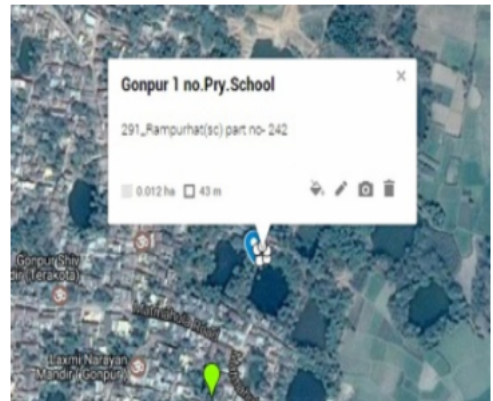 Gonpur 1 no.Pry.School
291_Rampurhat(sc) part no- 242
0.012 ha 43 m
Gonpur Shiv
dir (Terakota)
Laxmi Narayan
Mandir (Gonpur)